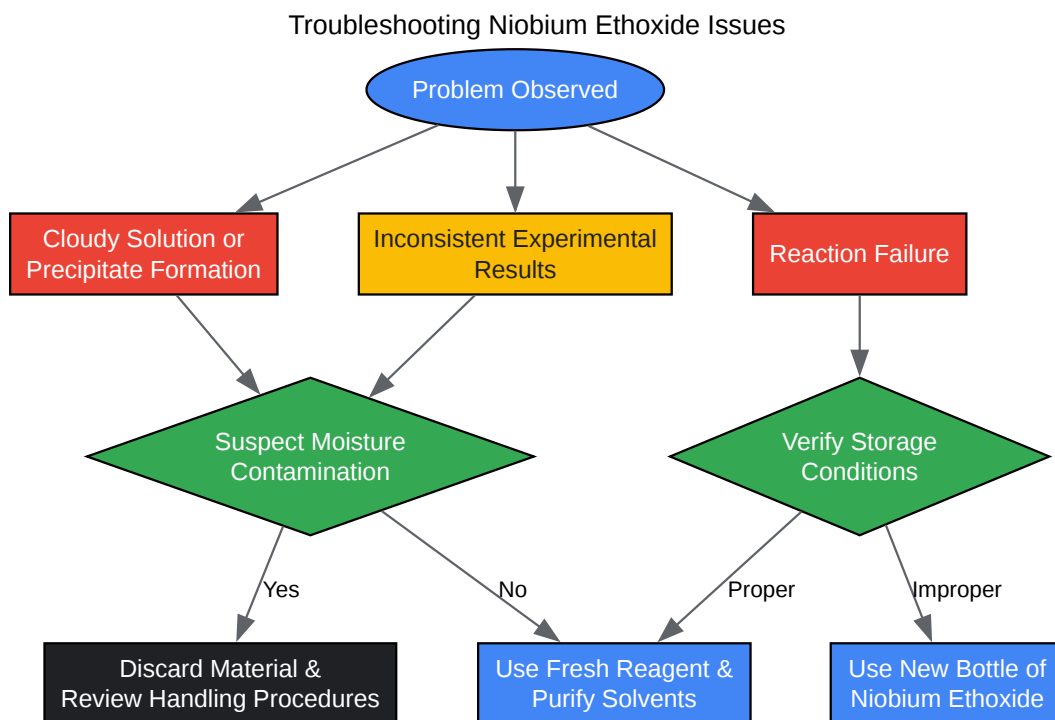 Troubleshooting Niobium Ethoxide Issues
Problem Observed
Cloudy Solution or
Precipitate Formation
Inconsistent Experimental
Results
Reaction Failure
Suspect Moisture
Contamination
Verify Storage
Conditions
Yes
No
Proper
Improper
Discard Material &
Review Handling Procedures
Use Fresh Reagent &
Purify Solvents
Use New Bottle of
Niobium Ethoxide